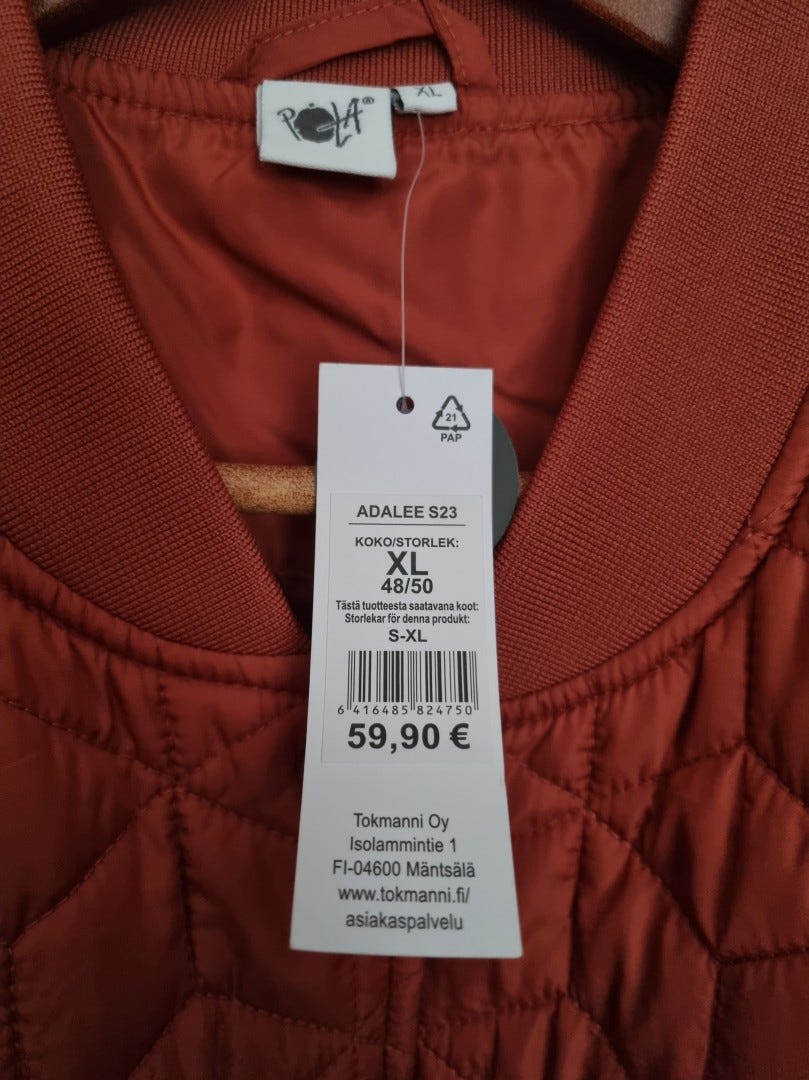 POLA®
XL
21
PAP
ADALEE S23
KOKO/STORLEK:
XL
48/50
Tästä tuotteesta saatavana koot:
Storlekar för denna produkt:
S-XL
6 416485 824750
59,90 €
Tokmanni Oy
Isolammintie 1
FI-04600 Mäntsälä
www.tokmanni.fi/
asiakaspalvelu